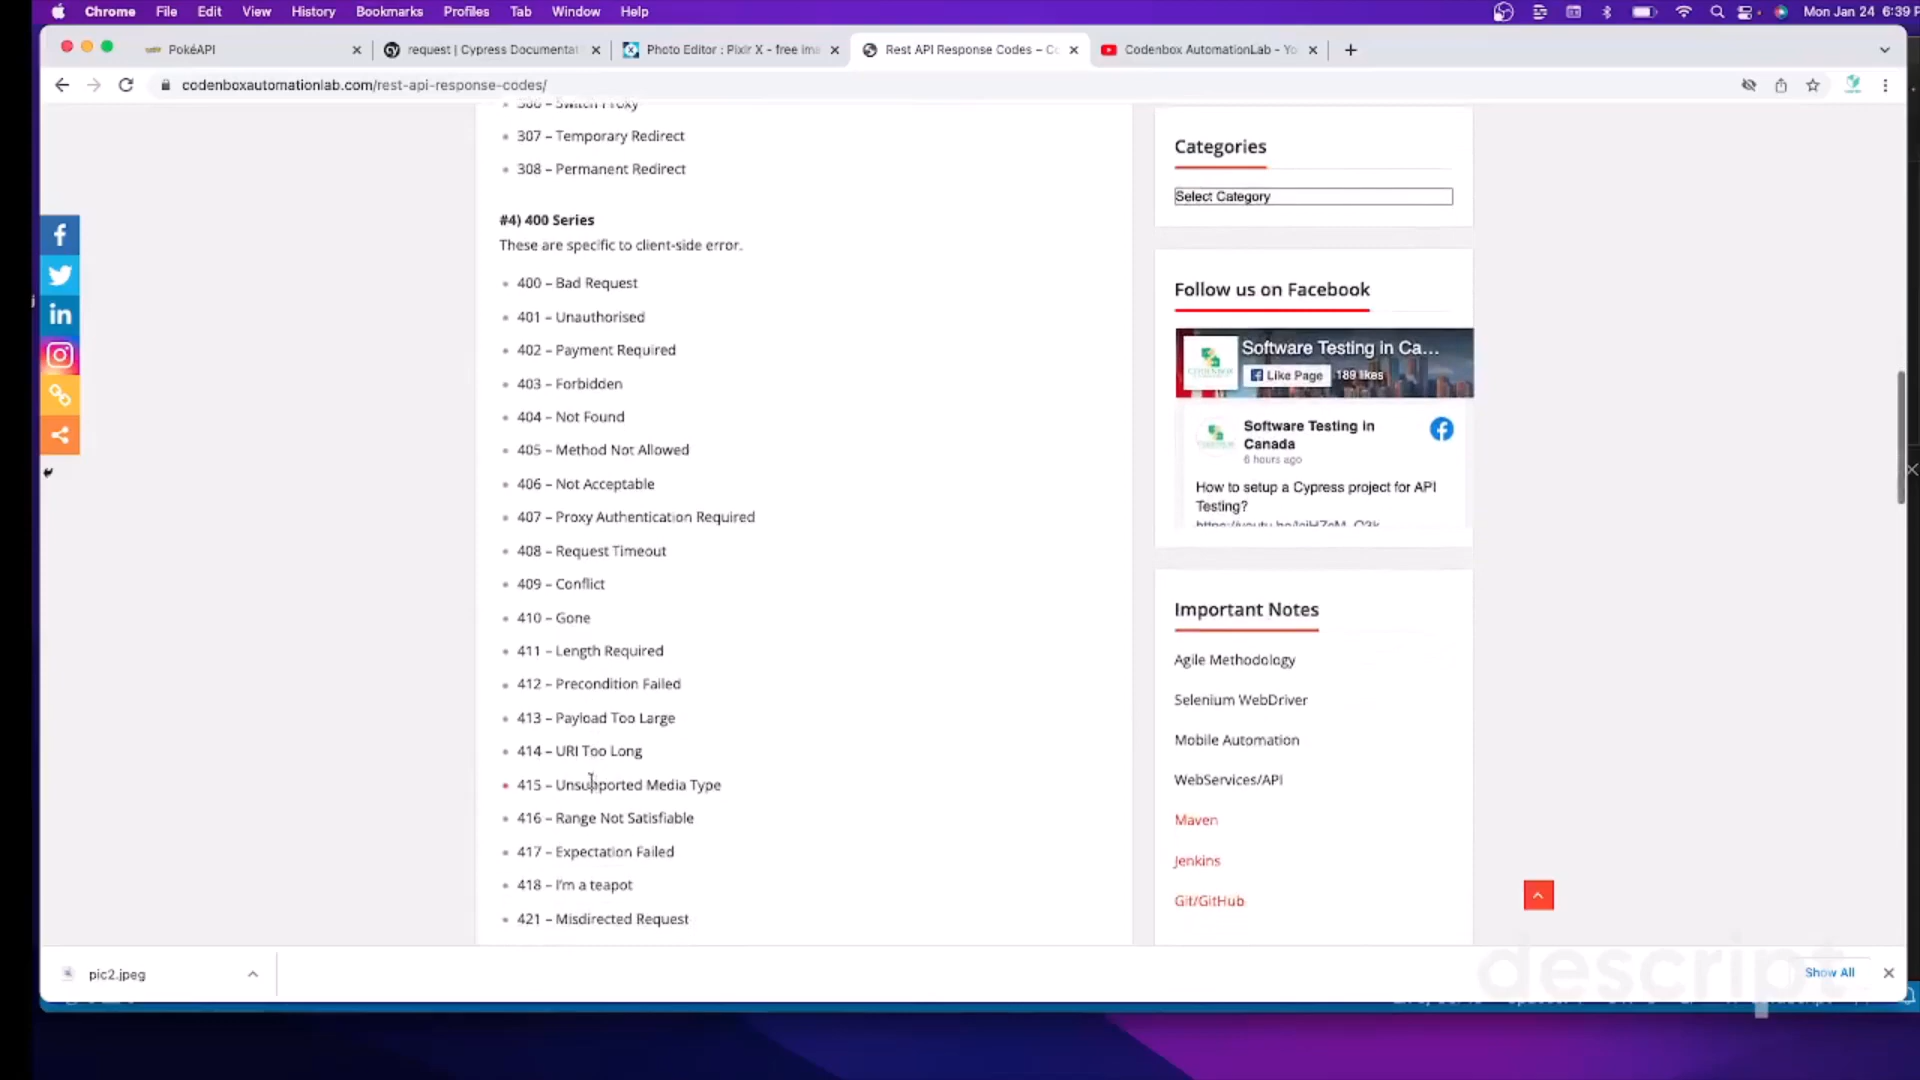 Chrome File Edit View History Bookmarks Profiles Tab Window Help Mon Jan 24 6:39
PokéAPI
request | Cypress Documentat
Photo Editor : Pixlr X - free ima
Rest API Response Codes – Co
Codenbox AutomationLab - Yo
codenboxautomationlab.com/rest-api-response-codes/
306 – Switch Proxy
307 – Temporary Redirect
308 – Permanent Redirect
#4) 400 Series
These are specific to client-side error.
400 – Bad Request
401 – Unauthorised
402 – Payment Required
403 – Forbidden
404 – Not Found
405 – Method Not Allowed
406 – Not Acceptable
407 – Proxy Authentication Required
408 – Request Timeout
409 – Conflict
410 – Gone
411 – Length Required
412 – Precondition Failed
413 – Payload Too Large
414 – URI Too Long
415 – Unsupported Media Type
416 – Range Not Satisfiable
417 – Expectation Failed
418 – I'm a teapot
421 – Misdirected Request
Categories
Select Category
Follow us on Facebook
Software Testing in Ca...
Like Page 189 likes
Software Testing in
Canada
6 hours ago
How to setup a Cypress project for API
Testing?
Important Notes
Agile Methodology
Selenium WebDriver
Mobile Automation
WebServices/API
Maven
Jenkins
Git/GitHub
pic2.jpeg
Show All
descript